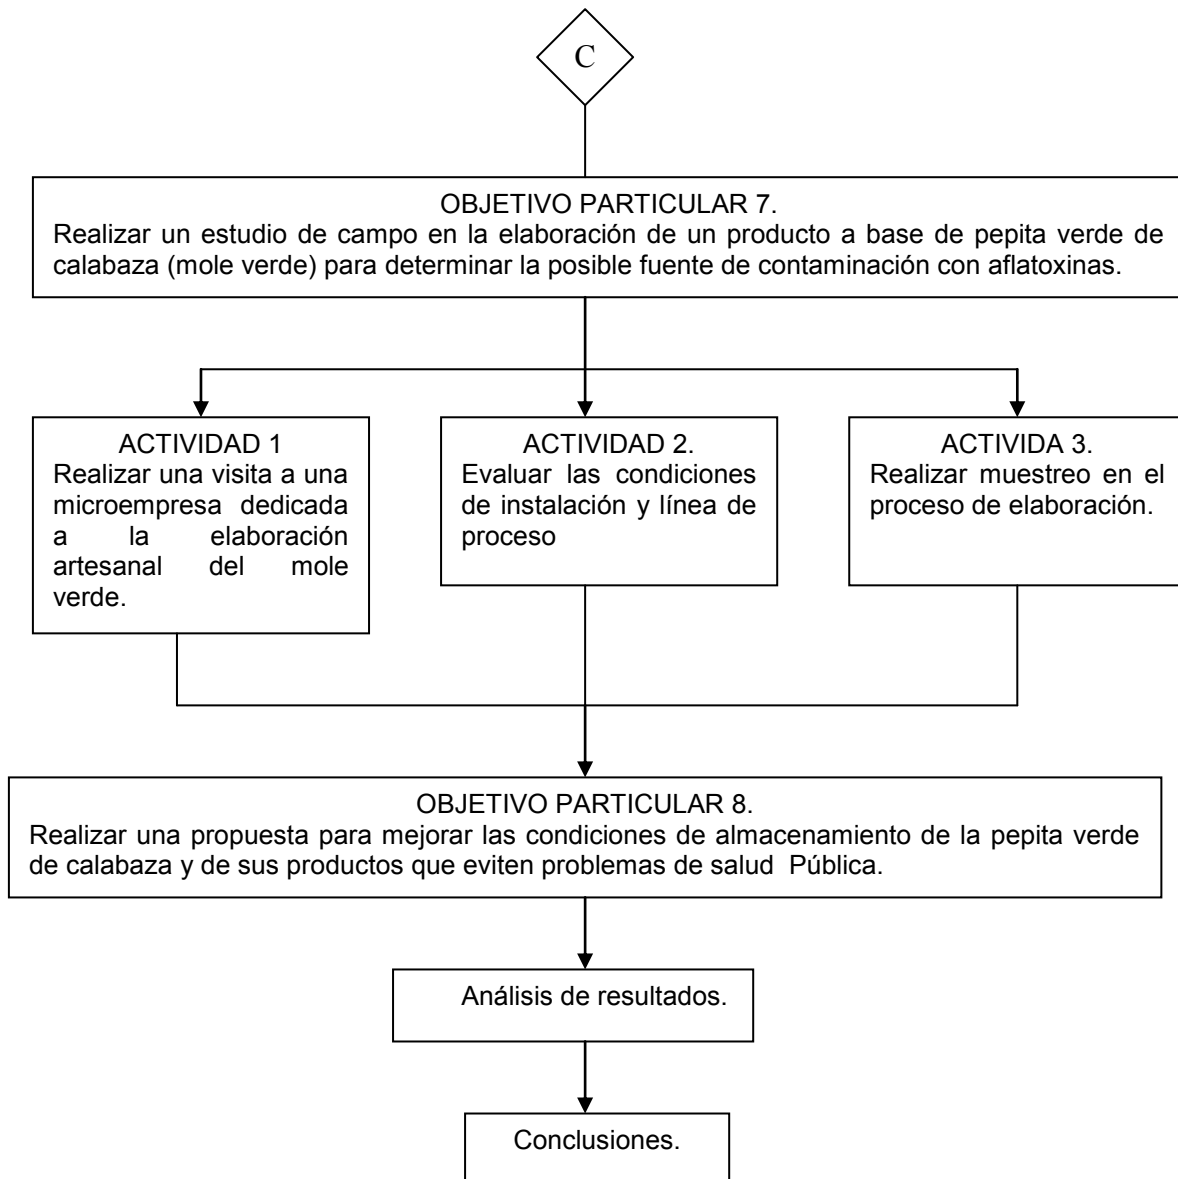 C
OBJETIVO PARTICULAR 7.
Realizar un estudio de campo en la elaboración de un producto a base de pepita verde de
calabaza (mole verde) para determinar la posible fuente de contaminación con aflatoxinas.
ACTIVIDAD 1
Realizar una visita a una
microempresa dedicada
a la elaboración
artesanal del mole
verde.
ACTIVIDAD 2.
Evaluar las condiciones
de instalación y línea de
proceso
ACTIVIDA 3.
Realizar muestreo en el
proceso de elaboración.
OBJETIVO PARTICULAR 8.
Realizar una propuesta para mejorar las condiciones de almacenamiento de la pepita verde
de calabaza y de sus productos que eviten problemas de salud Pública.
Análisis de resultados.
Conclusiones.